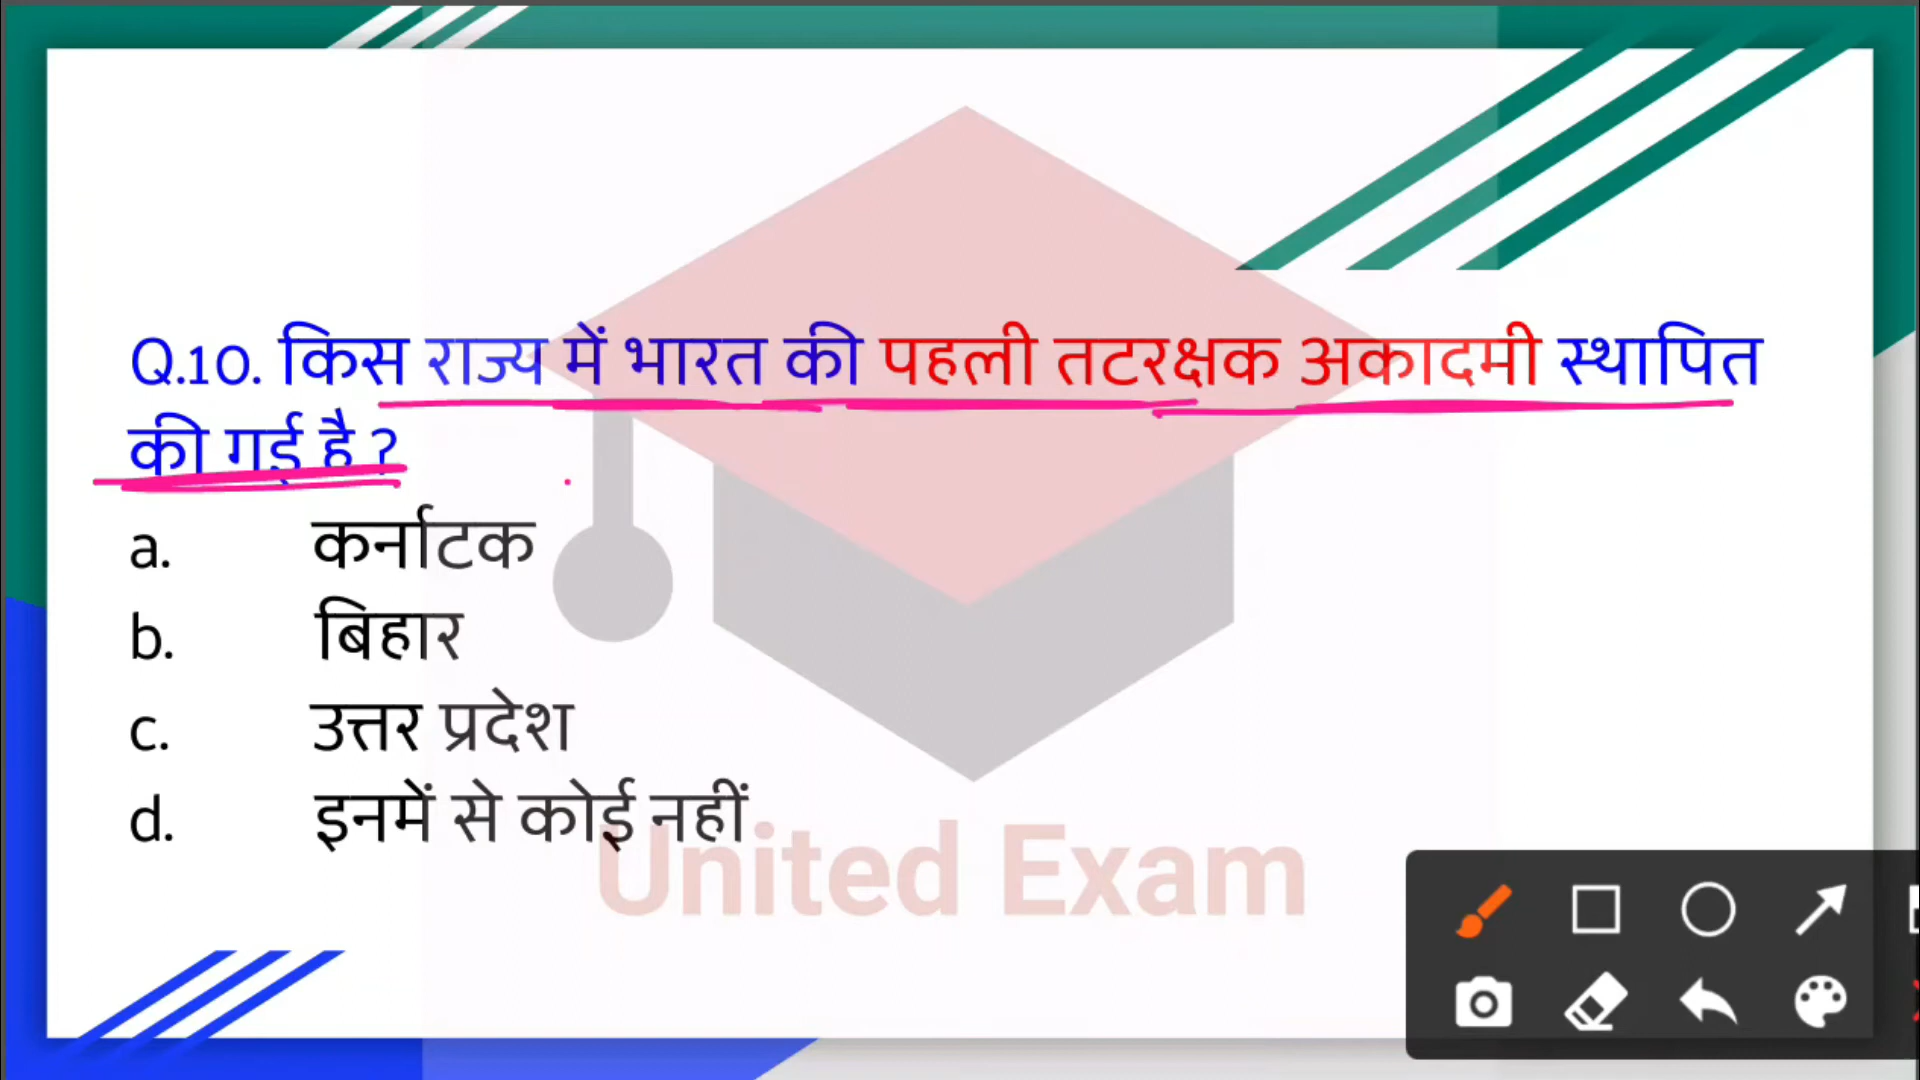 Q.10. किस राज्य में भारत की पहली तटरक्षक अकादमी स्थापित
की गई है ?
a. कर्नाटक
b. बिहार
c. उत्तर प्रदेश
d. इनमें से कोई नहीं
United Exam